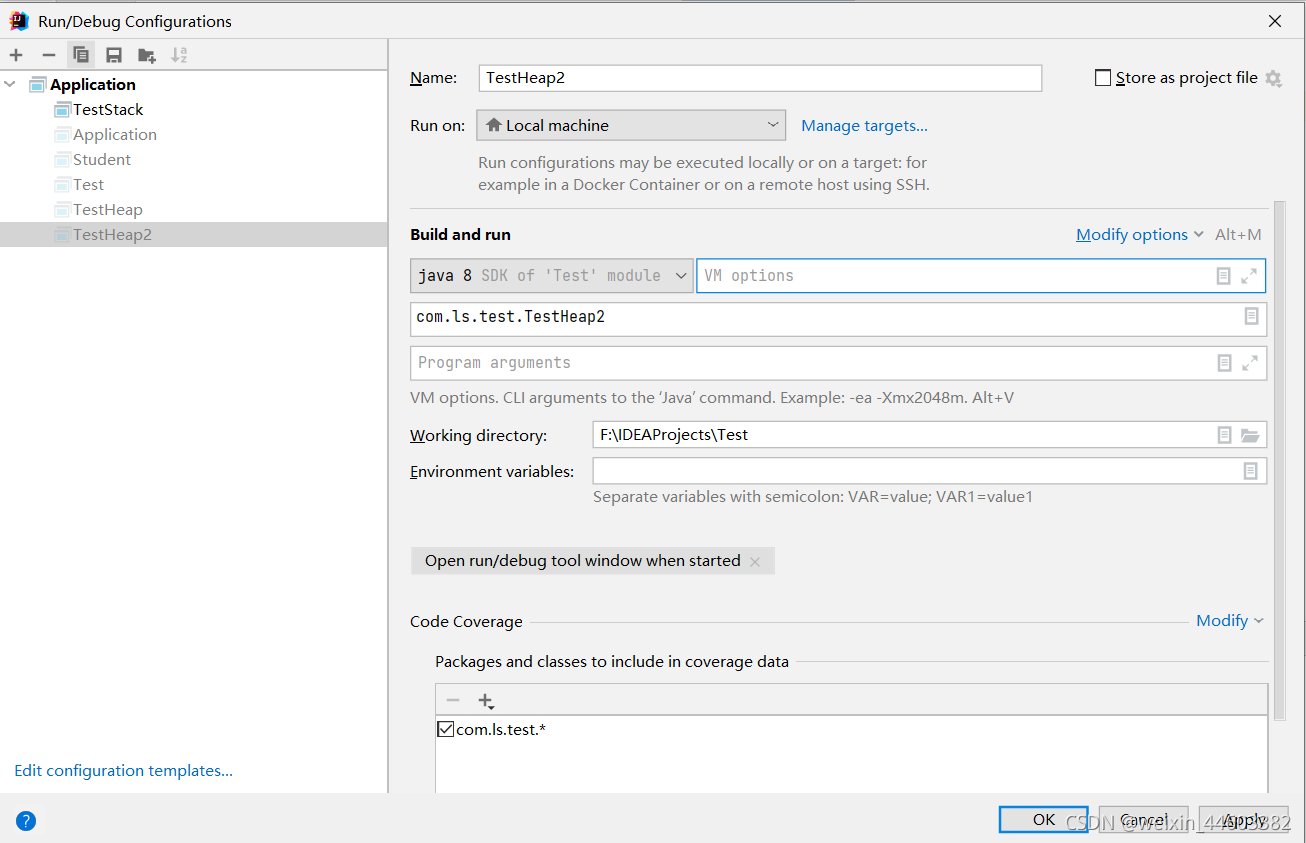 Run/Debug Configurations
Application
TestStack
Application
Student
Test
TestHeap
TestHeap2
Edit configuration templates...
Name: TestHeap2 Store as project file
Run on: Local machine Manage targets...
Run configurations may be executed locally or on a target: for
example in a Docker Container or on a remote host using SSH.
Build and run Modify options Alt+M
java 8 SDK of 'Test' module VM options
com.ls.test.TestHeap2
Program arguments
VM options. CLI arguments to the ‘Java’ command. Example: -ea -Xmx2048m. Alt+V
Working directory: F:\IDEAProjects\Test
Environment variables:
Separate variables with semicolon: VAR=value; VAR1=value1
Open run/debug tool window when started
Code Coverage Modify
Packages and classes to include in coverage data
com.ls.test.*
? OK Cancel Apply
CSDN @weixin_